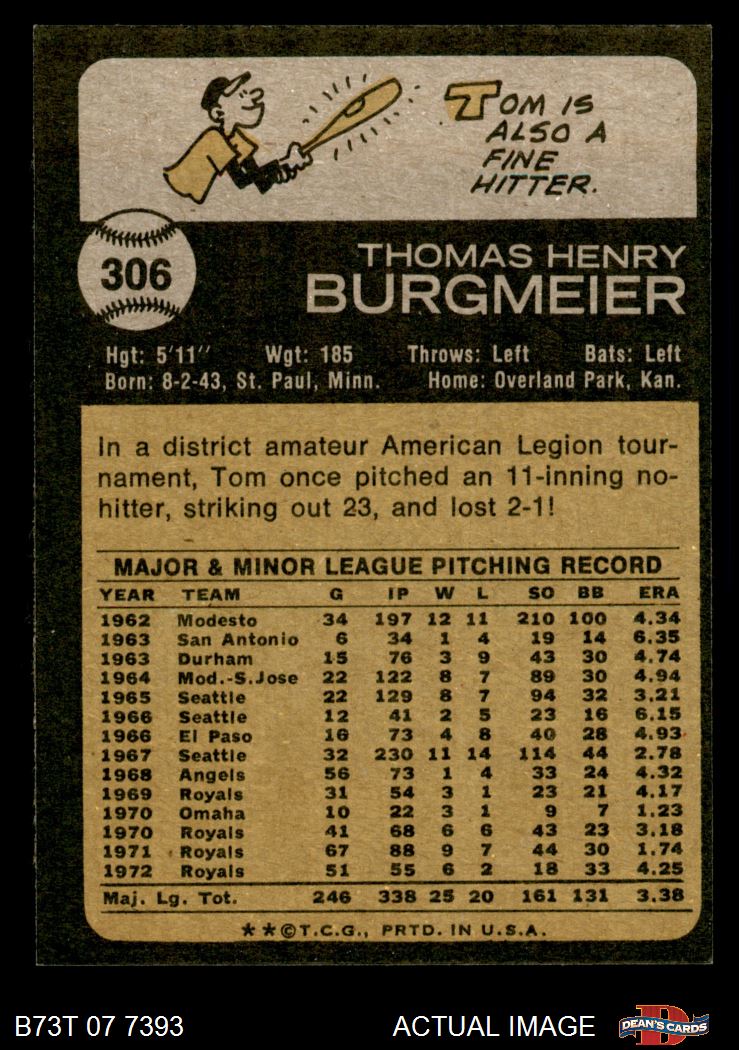 TOM IS
ALSO A
FINE
HITTER.
306
THOMAS HENRY
BURGMEIER
Hgt: 5'11" Wgt: 185 Throws: Left Bats: Left
Born: 8-2-43, St. Paul, Minn. Home: Overland Park, Kan.
In a district amateur American Legion tour-
nament, Tom once pitched an 11-inning no-
hitter, striking out 23, and lost 2-1!
MAJOR & MINOR LEAGUE PITCHING RECORD
YEAR TEAM G IP W L SO BB ERA
1962 Modesto 34 197 12 11 210 100 4.34
1963 San Antonio 6 34 1 4 19 14 6.35
1963 Durham 15 76 3 9 43 30 4.74
1964 Mod.-S.Jose 22 122 8 7 89 30 4.94
1965 Seattle 22 129 8 7 94 32 3.21
1966 Seattle 12 41 2 5 23 16 6.15
1966 El Paso 16 73 4 8 40 28 4.93
1967 Seattle 32 230 11 14 114 44 2.78
1968 Angels 56 73 1 4 33 24 4.32
1969 Royals 31 54 3 1 23 21 4.17
1970 Omaha 10 22 3 1 9 7 1.23
1970 Royals 41 68 6 6 43 23 3.18
1971 Royals 67 88 9 7 44 30 1.74
1972 Royals 51 55 6 2 18 33 4.25
Maj. Lg. Tot. 246 338 25 20 161 131 3.38
**©T.C.G., PRTD. IN U.S.A.
B73T 07 7393 ACTUAL IMAGE D DEAN'S CARDS